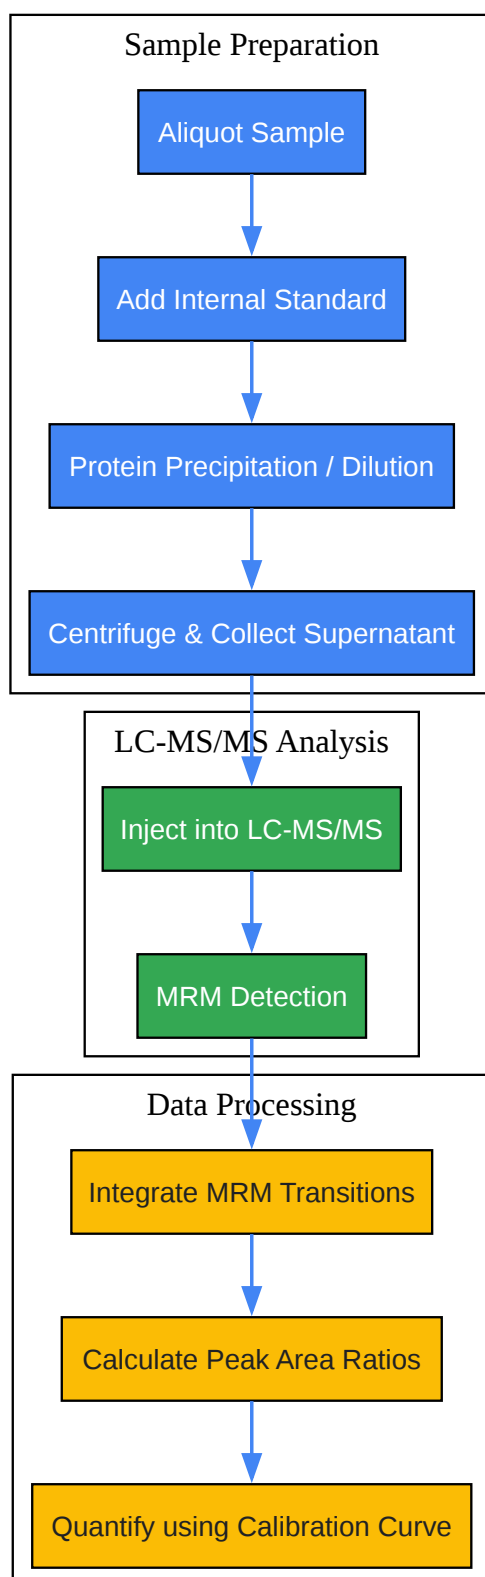 Sample Preparation
Aliquot Sample
Add Internal Standard
Protein Precipitation / Dilution
Centrifuge & Collect Supernatant
LC-MS/MS Analysis
Inject into LC-MS/MS
MRM Detection
Data Processing
Integrate MRM Transitions
Calculate Peak Area Ratios
Quantify using Calibration Curve